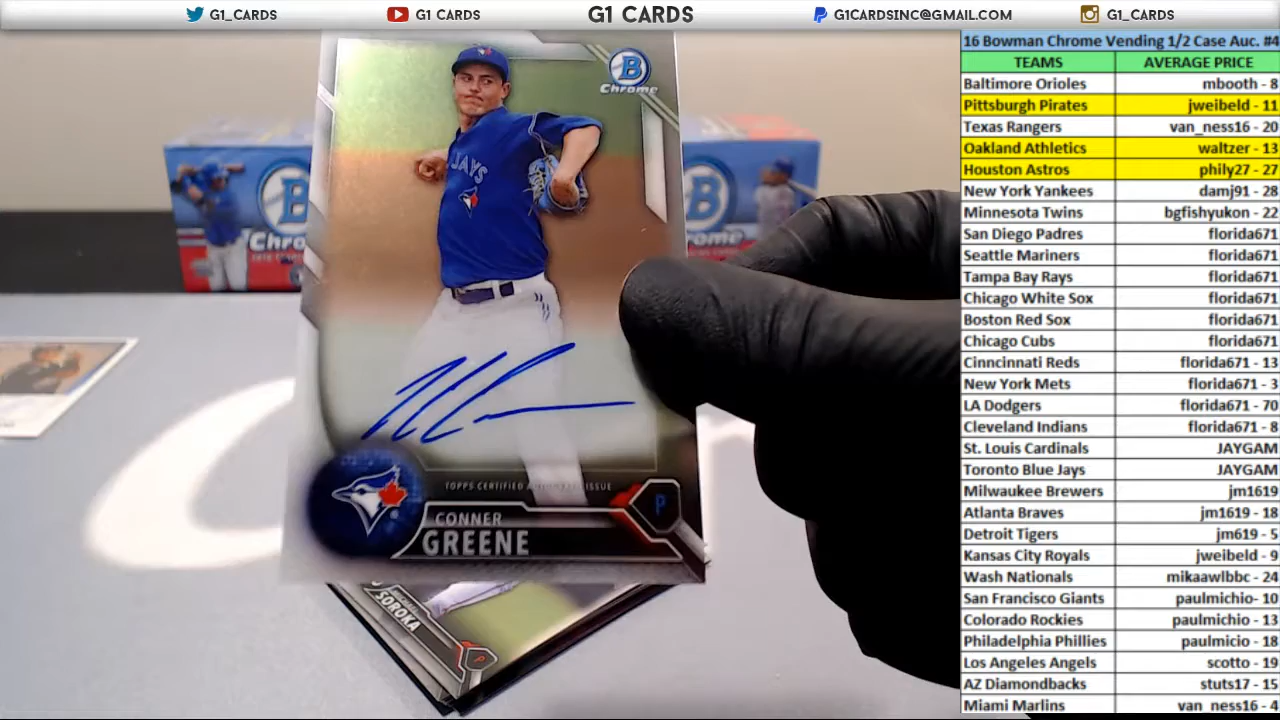 G1_CARDS
G1 CARDS
G1 CARDS
G1CARDSINC@GMAIL.COM
G1_CARDS
16 Bowman Chrome Vending 1/2 Case Auc. #4
TEAMS AVERAGE PRICE
Baltimore Orioles mbooth - 8
Pittsburgh Pirates jweibeld - 11
Texas Rangers van_ness16 - 20
Oakland Athletics waltzer - 13
Houston Astros phily27 - 27
New York Yankees damj91 - 28
Minnesota Twins bgfishyukon - 22
San Diego Padres florida671
Seattle Mariners florida671
Tampa Bay Rays florida671
Chicago White Sox florida671
Boston Red Sox florida671
Chicago Cubs florida671
Cinncinnati Reds florida671 - 13
New York Mets florida671 - 3
LA Dodgers florida671 - 70
Cleveland Indians florida671 - 8
St. Louis Cardinals JAYGAM
Toronto Blue Jays JAYGAM
Milwaukee Brewers jm1619
Atlanta Braves jm1619 - 18
Detroit Tigers jm619 - 5
Kansas City Royals jweibeld - 9
Wash Nationals mikaawlbbc - 24
San Francisco Giants paulmichio- 10
Colorado Rockies paulmichio - 13
Philadelphia Phillies paulmicio - 18
Los Angeles Angels scotto - 19
AZ Diamondbacks stuts17 - 15
Miami Marlins van_ness16 - 4
B
Chrome
JAYS
TOPPS CERTIFIED AUTOGRAPH ISSUE
P
CONNER
GREENE
SOROKA
P
B
Chro
B
Chrome